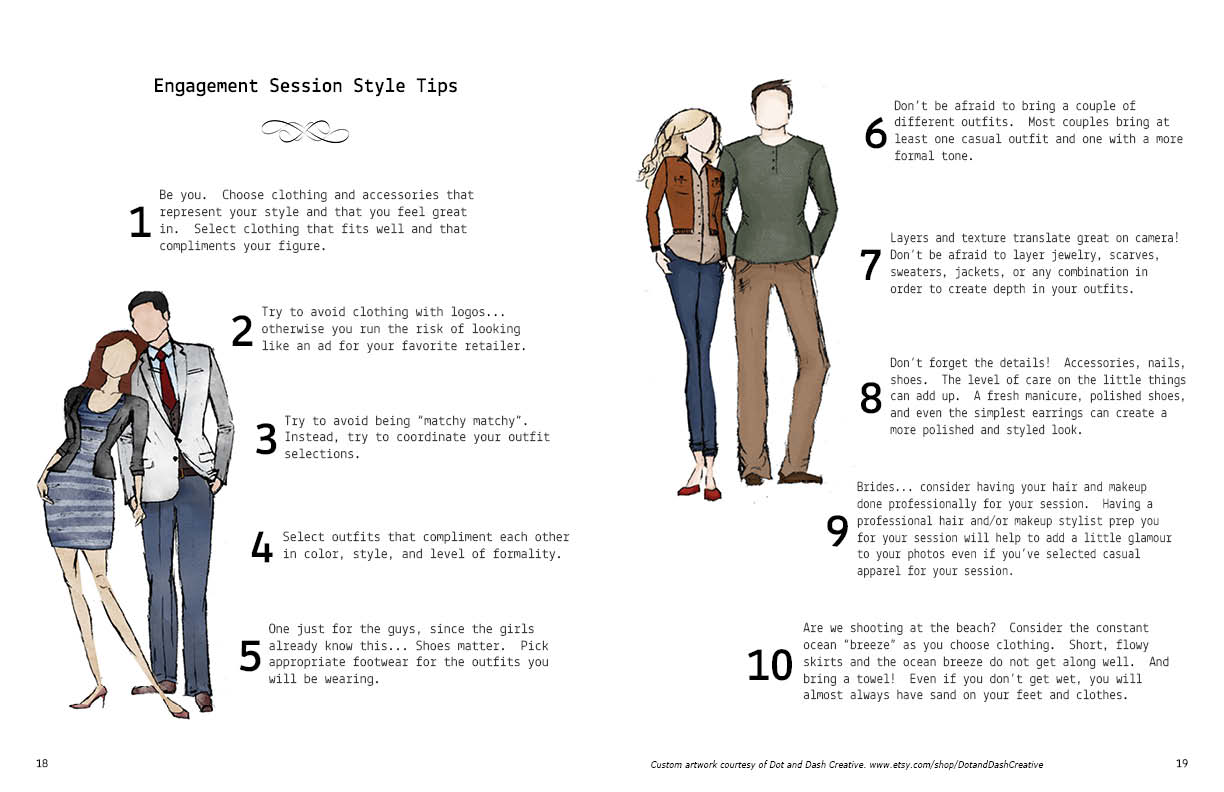 Engagement Session Style Tips
1
Be you.  Choose clothing and accessories that
represent your style and that you feel great
in.  Select clothing that fits well and that
compliments your figure.
2
Try to avoid clothing with logos...
otherwise you run the risk of looking
like an ad for your favorite retailer.
3
Try to avoid being “matchy matchy”.
Instead, try to coordinate your outfit
selections.
4
Select outfits that compliment each other
in color, style, and level of formality.
5
One just for the guys, since the girls
already know this... Shoes matter.  Pick
appropriate footwear for the outfits you
will be wearing.
18
6
Don’t be afraid to bring a couple of
different outfits.  Most couples bring at
least one casual outfit and one with a more
formal tone.
7
Layers and texture translate great on camera!
Don’t be afraid to layer jewelry, scarves,
sweaters, jackets, or any combination in
order to create depth in your outfits.
8
Don’t forget the details!  Accessories, nails,
shoes.  The level of care on the little things
can add up.  A fresh manicure, polished shoes,
and even the simplest earrings can create a
more polished and styled look.
9
Brides... consider having your hair and makeup
done professionally for your session.  Having a
professional hair and/or makeup stylist prep you
for your session will help to add a little glamour
to your photos even if you’ve selected casual
apparel for your session.
10
Are we shooting at the beach?  Consider the constant
ocean “breeze” as you choose clothing.  Short, flowy
skirts and the ocean breeze do not get along well.  And
bring a towel!  Even if you don’t get wet, you will
almost always have sand on your feet and clothes.
Custom artwork courtesy of Dot and Dash Creative. www.etsy.com/shop/DotandDashCreative
19